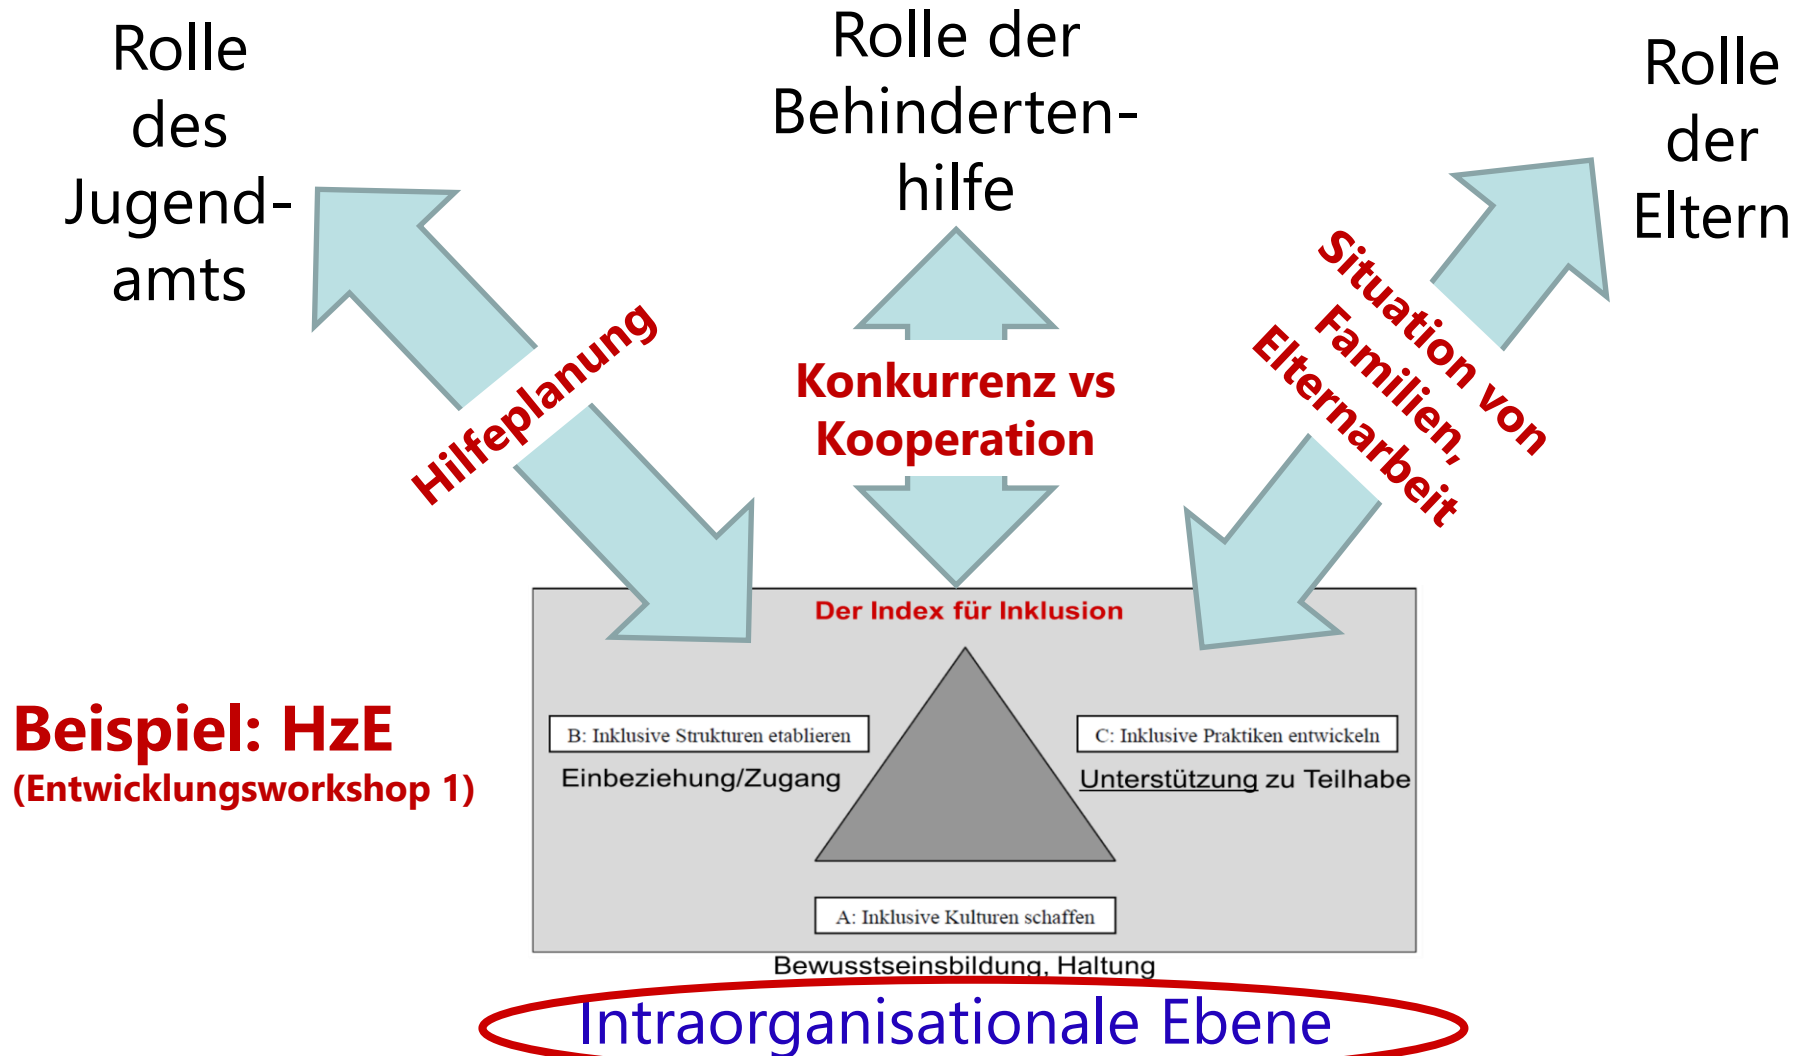 Rolle
des
Jugend-
amts
Rolle der
Behinderten-
hilfe
Rolle
der
Eltern
Hilfeplanung
Konkurrenz vs
Kooperation
Situation von
Familien,
Elternarbeit
Der Index für Inklusion
Beispiel: HzE
(Entwicklungsworkshop 1)
B: Inklusive Strukturen etablieren
Einbeziehung/Zugang
C: Inklusive Praktiken entwickeln
Unterstützung zu Teilhabe
A: Inklusive Kulturen schaffen
Bewusstseinsbildung, Haltung
Intraorganisationale Ebene